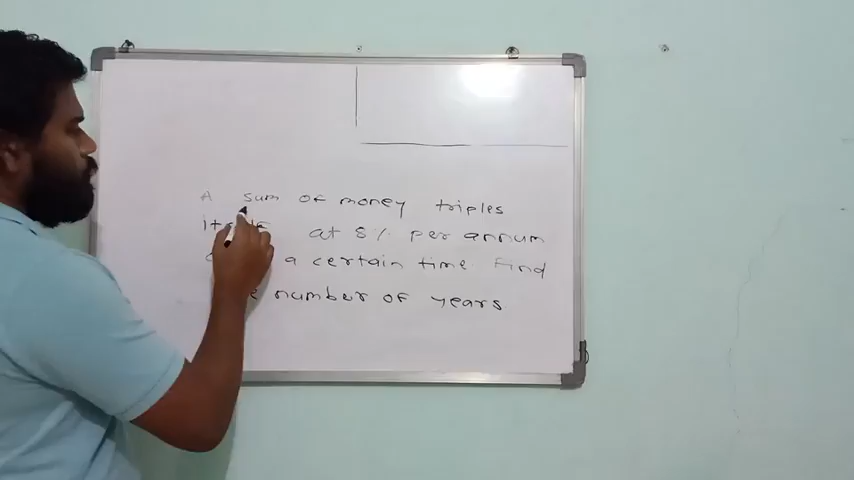 A sum of money triples
at 8% per annum
a certain time Find
number of years